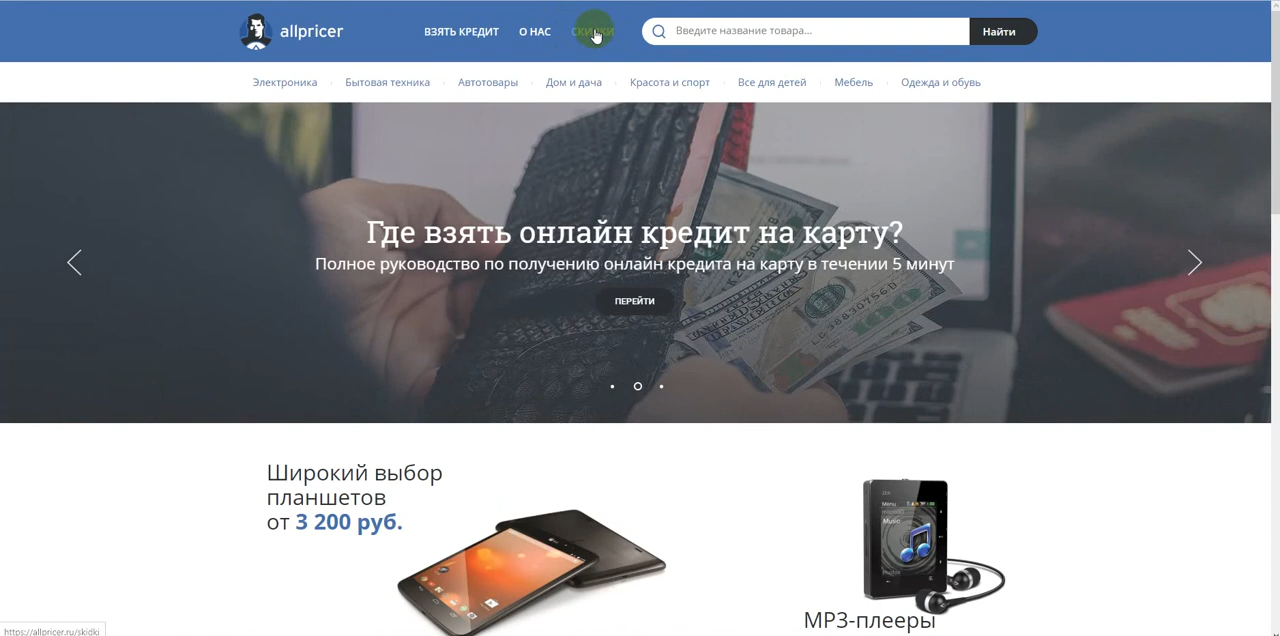 allpricer
ВЗЯТЬ КРЕДИТ
О НАС
СКИДКИ
Введите название товара...
Найти
Электроника
Бытовая техника
Автотовары
Дом и дача
Красота и спорт
Все для детей
Мебель
Одежда и обувь
Где взять онлайн кредит на карту?
Полное руководство по получению онлайн кредита на карту в течении 5 минут
ПЕРЕЙТИ
Широкий выбор
планшетов
от 3 200 руб.
Menu
Music
MP3-плееры
https://allpricer.ru/skidki